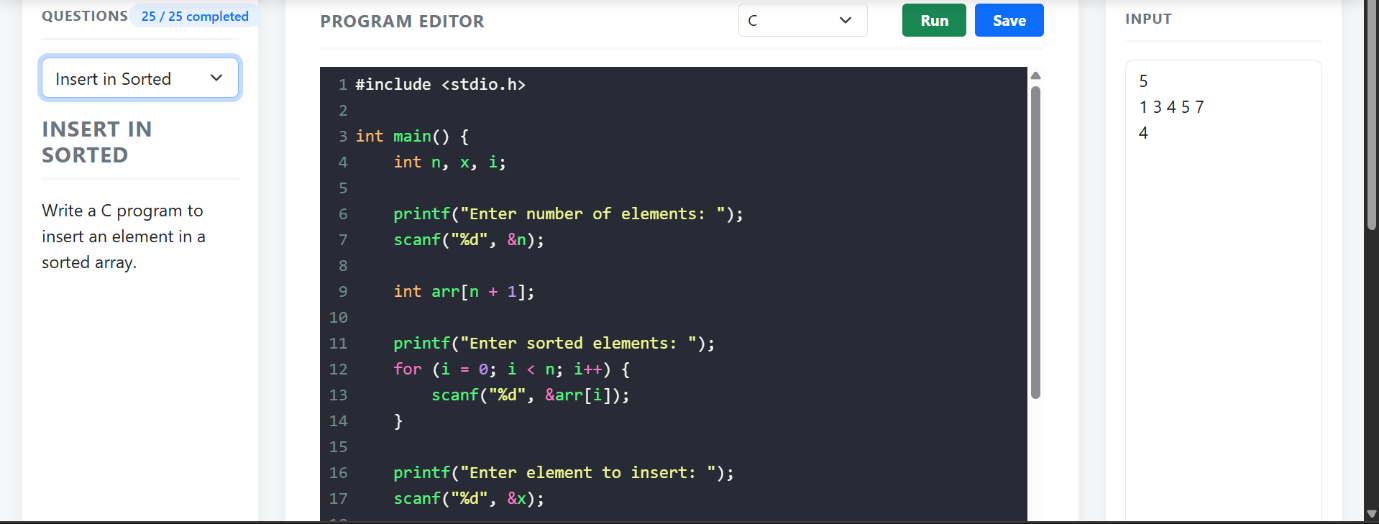 QUESTIONS 25 / 25 completed
Insert in Sorted
INSERT IN
SORTED
Write a C program to
insert an element in a
sorted array.
PROGRAM EDITOR
C
Run
Save
1 #include <stdio.h>
2
3 int main() {
4     int n, x, i;
5
6     printf("Enter number of elements: ");
7     scanf("%d", &n);
8
9     int arr[n + 1];
10
11     printf("Enter sorted elements: ");
12     for (i = 0; i < n; i++) {
13         scanf("%d", &arr[i]);
14     }
15
16     printf("Enter element to insert: ");
17     scanf("%d", &x);
INPUT
5
1 3 4 5 7
4